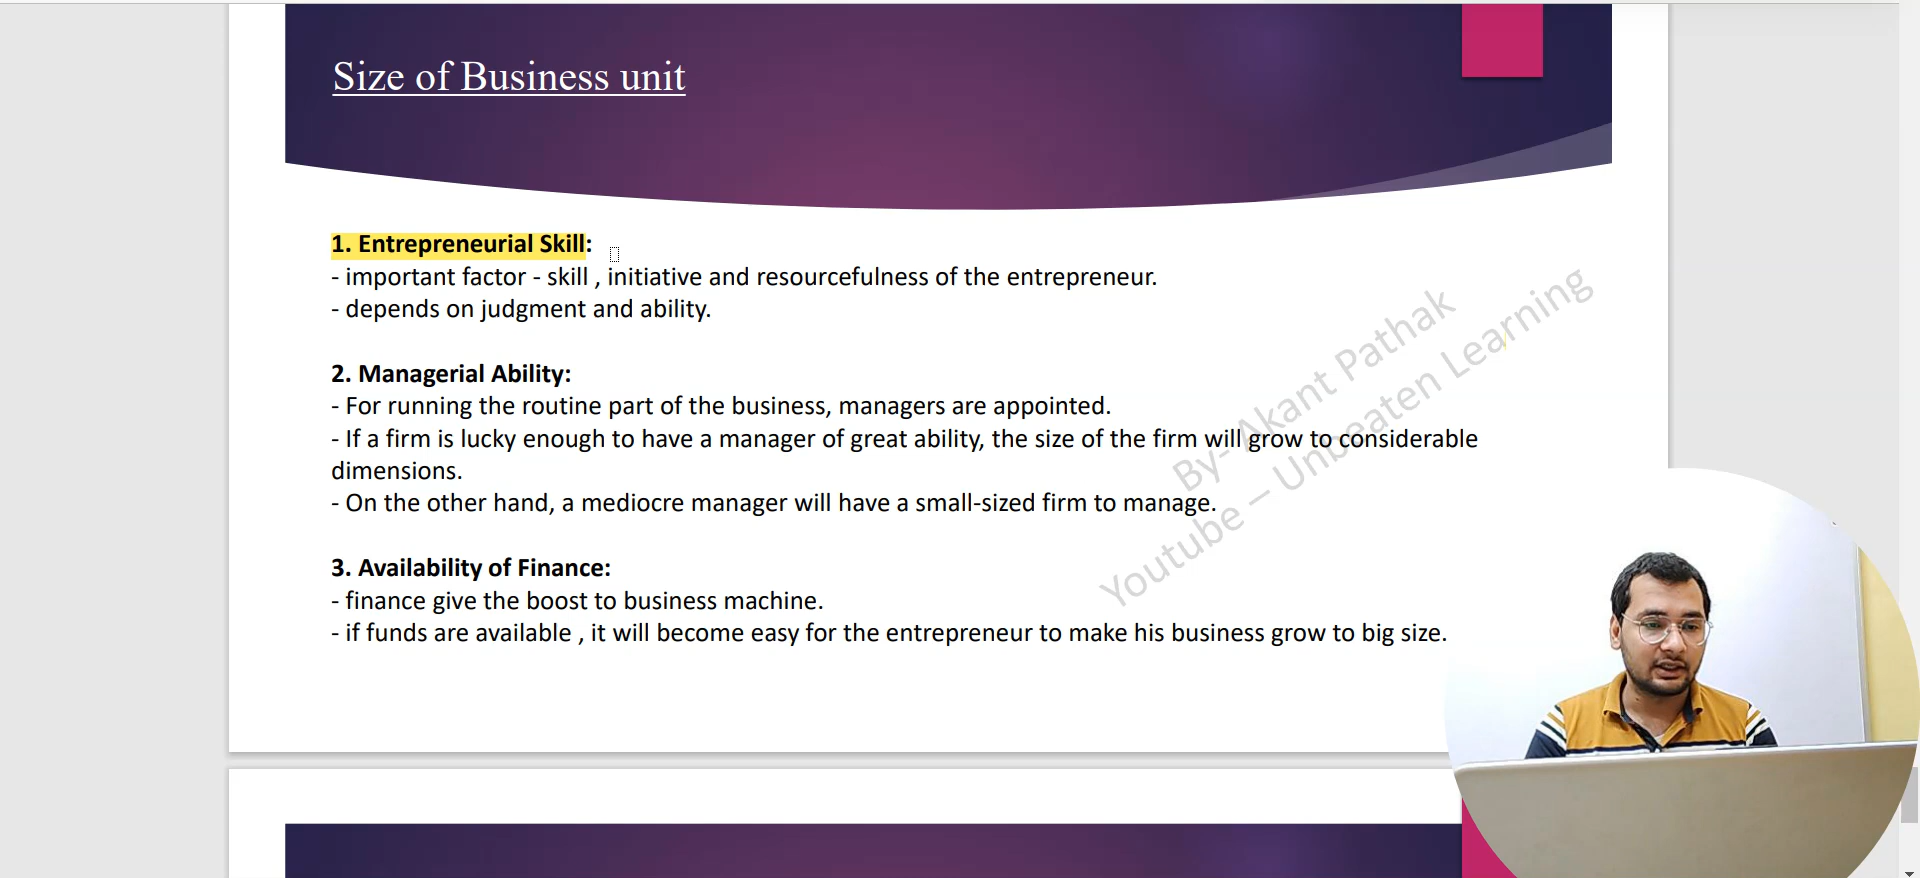 Size of Business unit
1. Entrepreneurial Skill:
- important factor - skill , initiative and resourcefulness of the entrepreneur.
- depends on judgment and ability.
2. Managerial Ability:
- For running the routine part of the business, managers are appointed.
- If a firm is lucky enough to have a manager of great ability, the size of the firm will grow to considerable
dimensions.
- On the other hand, a mediocre manager will have a small-sized firm to manage.
3. Availability of Finance:
- finance give the boost to business machine.
- if funds are available , it will become easy for the entrepreneur to make his business grow to big size.
By- Akant Pathak
Youtube – Unbeaten Learning